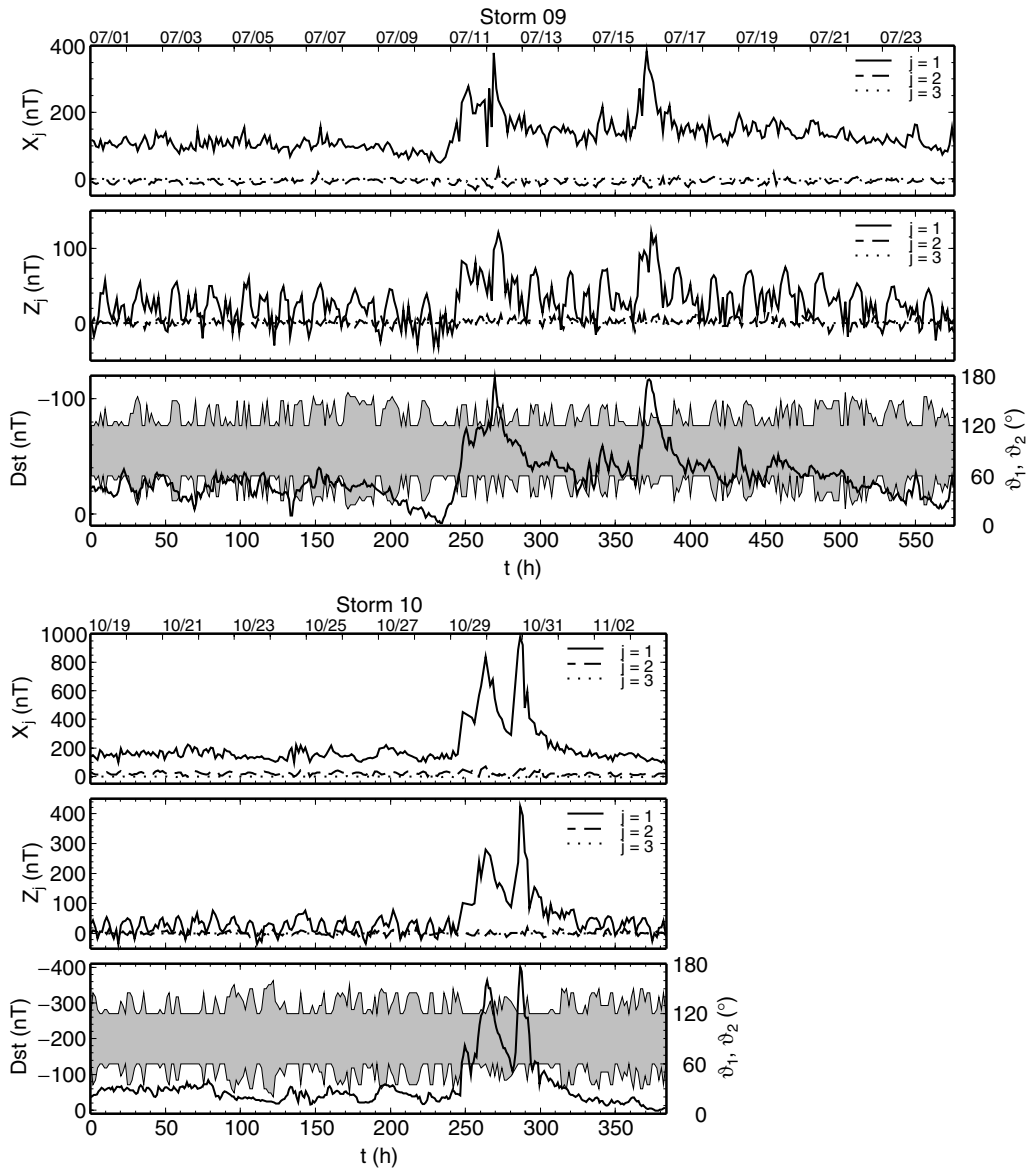 Storm 09
07/01 07/03 07/05 07/07 07/09 07/11 07/13 07/15 07/17 07/19 07/21 07/23
400
200
0
X_j (nT)
j = 1
j = 2
j = 3
100
0
Z_j (nT)
j = 1
j = 2
j = 3
−100
0
Dst (nT)
180
120
60
0
ϑ_1, ϑ_2 (°)
0 50 100 150 200 250 300 350 400 450 500 550
t (h)
Storm 10
10/19 10/21 10/23 10/25 10/27 10/29 10/31 11/02
1000
800
600
400
200
0
X_j (nT)
j = 1
j = 2
j = 3
400
300
200
100
0
Z_j (nT)
j = 1
j = 2
j = 3
−400
−300
−200
−100
0
Dst (nT)
180
120
60
0
ϑ_1, ϑ_2 (°)
0 50 100 150 200 250 300 350
t (h)